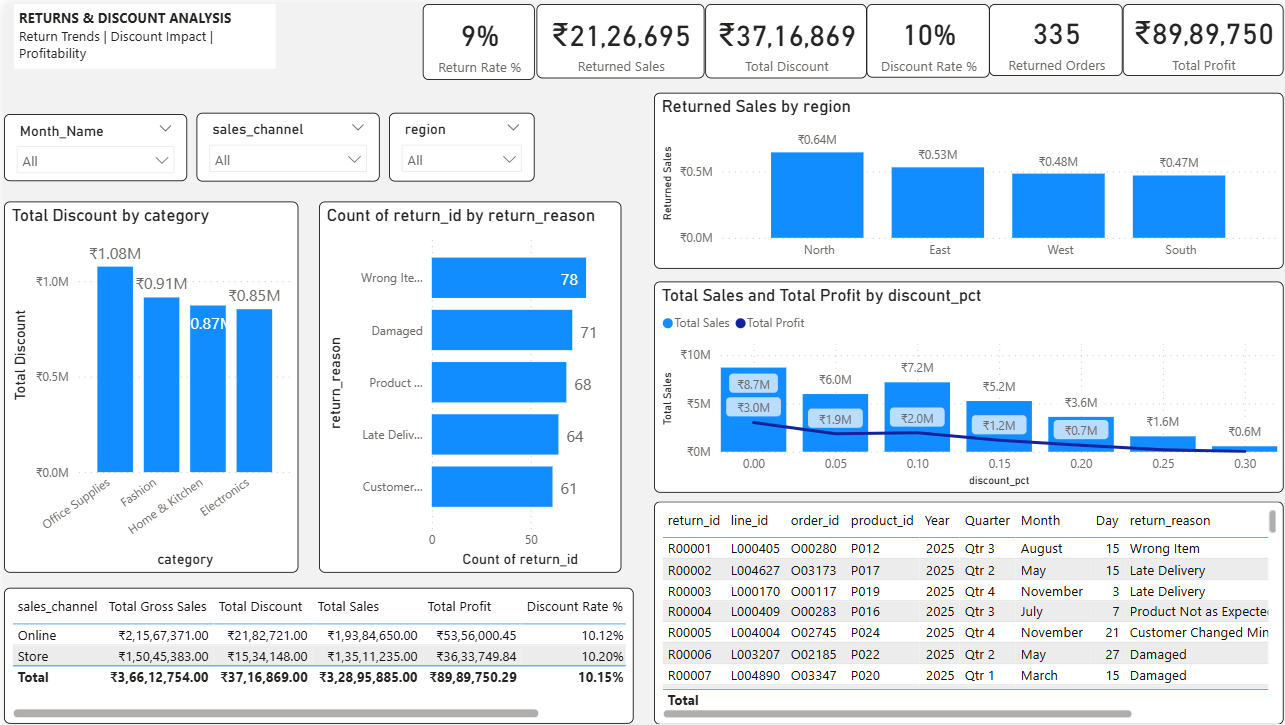 RETURNS & DISCOUNT ANALYSIS
Return Trends | Discount Impact |
Profitability
9%
Return Rate %
₹21,26,695
Returned Sales
₹37,16,869
Total Discount
10%
Discount Rate %
335
Returned Orders
₹89,89,750
Total Profit
Month_Name
All
sales_channel
All
region
All
Total Discount by category
Total Discount
₹1.0M
₹0.5M
₹0.0M
₹1.08M
₹0.91M
0.87M
₹0.85M
Office Supplies
Fashion
Home & Kitchen
Electronics
category
Count of return_id by return_reason
return_reason
Wrong Ite... 78
Damaged 71
Product ... 68
Late Deliv... 64
Customer... 61
0 50
Count of return_id
Returned Sales by region
Returned Sales
₹0.5M
₹0.0M
₹0.64M
₹0.53M
₹0.48M
₹0.47M
North East West South
Total Sales and Total Profit by discount_pct
Total Sales Total Profit
Total Sales
₹10M
₹5M
₹0M
₹8.7M
₹6.0M
₹7.2M
₹5.2M
₹3.6M
₹1.6M
₹0.6M
₹3.0M
₹1.9M
₹2.0M
₹1.2M
₹0.7M
0.00 0.05 0.10 0.15 0.20 0.25 0.30
discount_pct
sales_channel Total Gross Sales Total Discount Total Sales Total Profit Discount Rate %
Online ₹2,15,67,371.00 ₹21,82,721.00 ₹1,93,84,650.00 ₹53,56,000.45 10.12%
Store ₹1,50,45,383.00 ₹15,34,148.00 ₹1,35,11,235.00 ₹36,33,749.84 10.20%
Total ₹3,66,12,754.00 ₹37,16,869.00 ₹3,28,95,885.00 ₹89,89,750.29 10.15%
return_id line_id order_id product_id Year Quarter Month Day return_reason
R00001 L000405 O00280 P012 2025 Qtr 3 August 15 Wrong Item
R00002 L004627 O03173 P017 2025 Qtr 2 May 15 Late Delivery
R00003 L000170 O00117 P019 2025 Qtr 4 November 3 Late Delivery
R00004 L000409 O00283 P016 2025 Qtr 3 July 7 Product Not as Expecte
R00005 L004004 O02745 P024 2025 Qtr 4 November 21 Customer Changed Min
R00006 L003207 O02185 P022 2025 Qtr 2 May 27 Damaged
R00007 L004890 O03347 P020 2025 Qtr 1 March 15 Damaged
Total